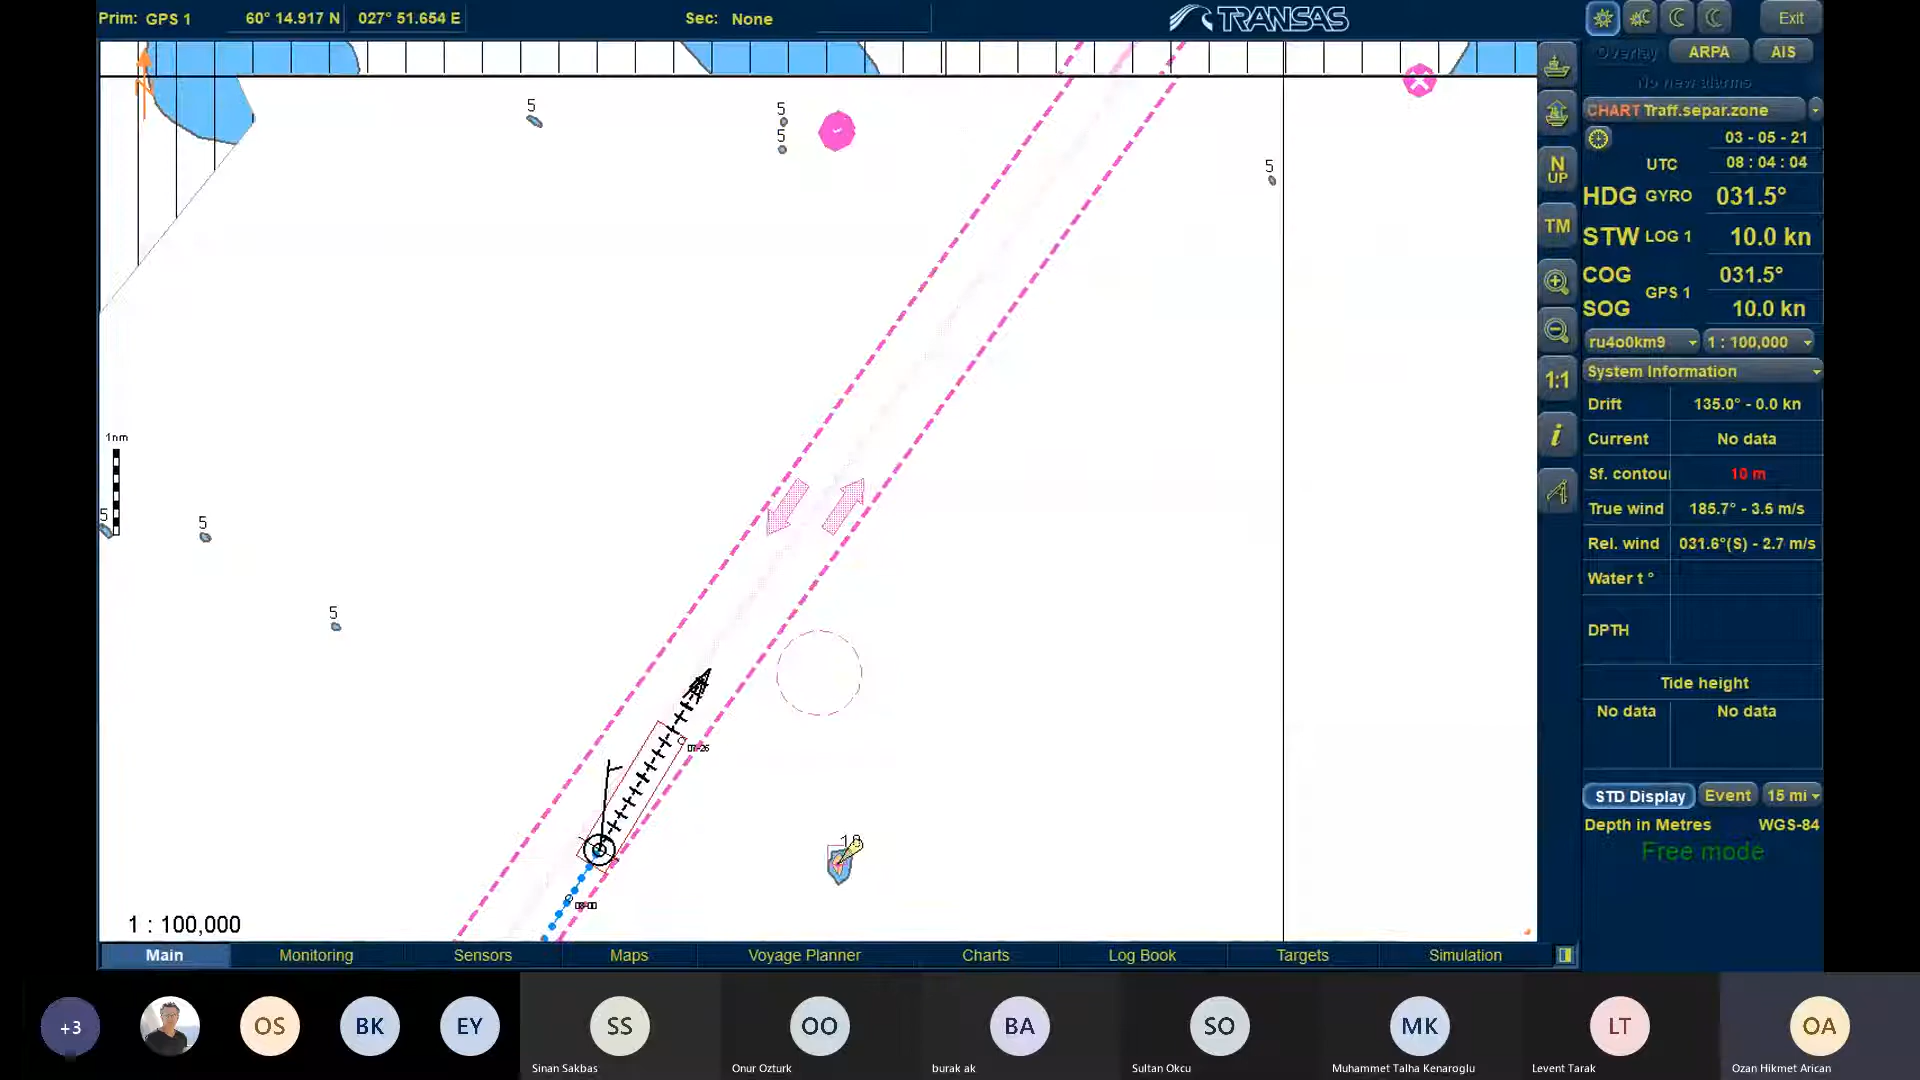 Prim: GPS 1 60° 14.917 N 027° 51.654 E Sec: None TRANSAS Exit
Overlay ARPA AIS
No new alarms
CHART Traff.separ.zone
03 - 05 - 21
UTC 08 : 04 : 04
HDG GYRO 031.5°
STW LOG 1 10.0 kn
COG 031.5°
GPS 1
SOG 10.0 kn
ru4o0km9 1 : 100,000
System Information
Drift 135.0° - 0.0 kn
Current No data
Sf. contour 10 m
True wind 185.7° - 3.5 m/s
Rel. wind 031.6°(S) - 2.7 m/s
Water t °
DPTH
Tide height
No data No data
STD Display Event 15 mi
Depth in Metres WGS-84
Free mode
N
UP
TM
1:1
i
5
5
5
5
1nm
5
5
5
07-26
18
1 : 100,000
Main Monitoring Sensors Maps Voyage Planner Charts Log Book Targets Simulation
+3 OS BK EY SS OO BA SO MK LT OA
Sinan Sakbas Onur Ozturk burak ak Sultan Okcu Muhammet Talha Kenaroglu Levent Tarak Ozan Hikmet Arican